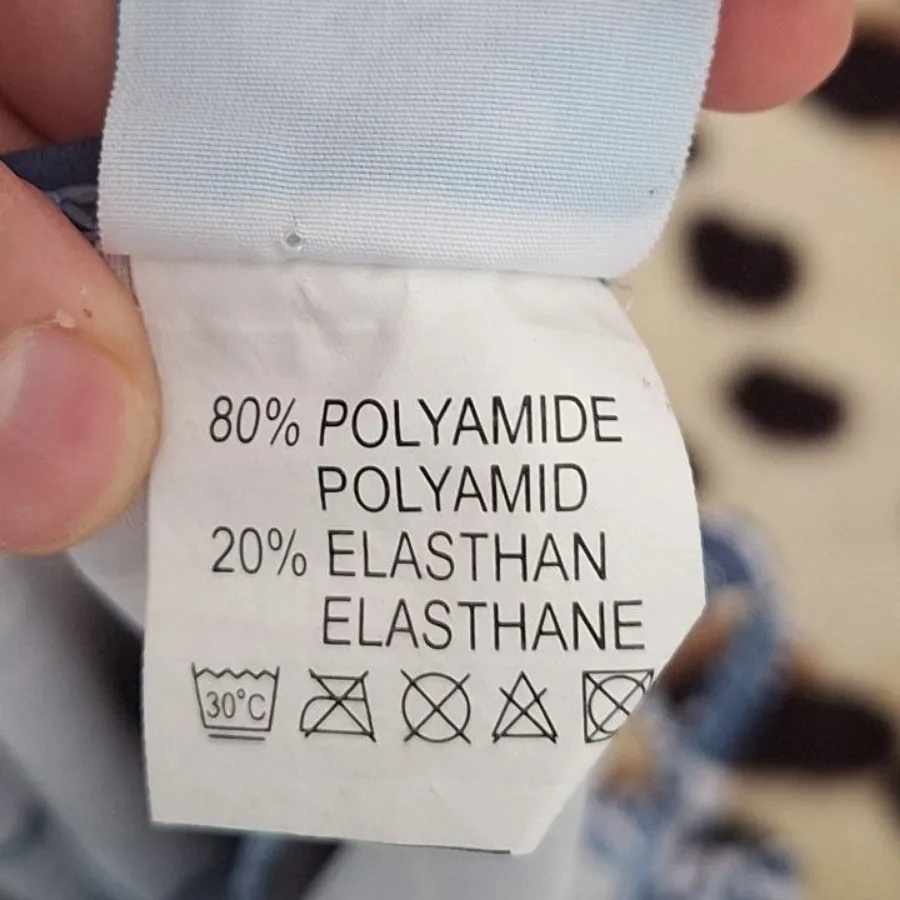 80% POLYAMIDE
POLYAMID
20% ELASTHAN
ELASTHANE
30°C